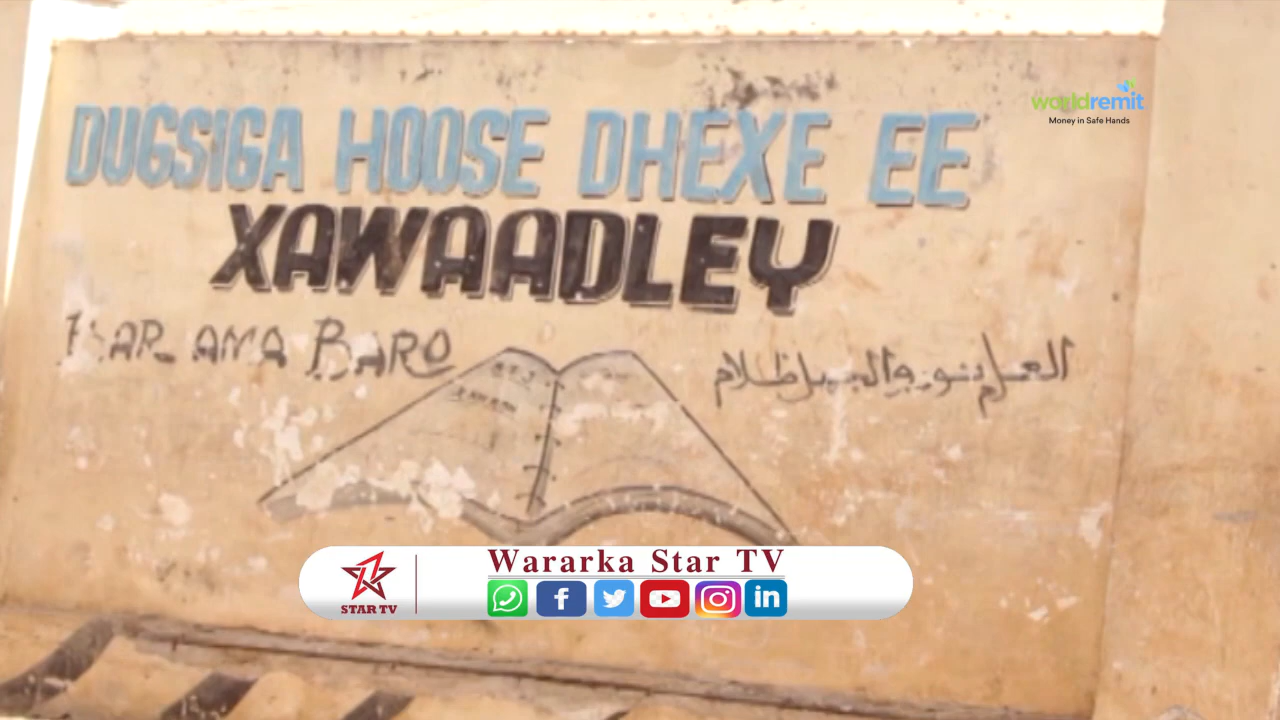 DUGSIGA HOOSE DHEXE EE
XAWAADLEY
BAR AMA BARO
العلم نور والجهل ظلام
worldremit
Money in Safe Hands
Wararka Star TV
STAR TV